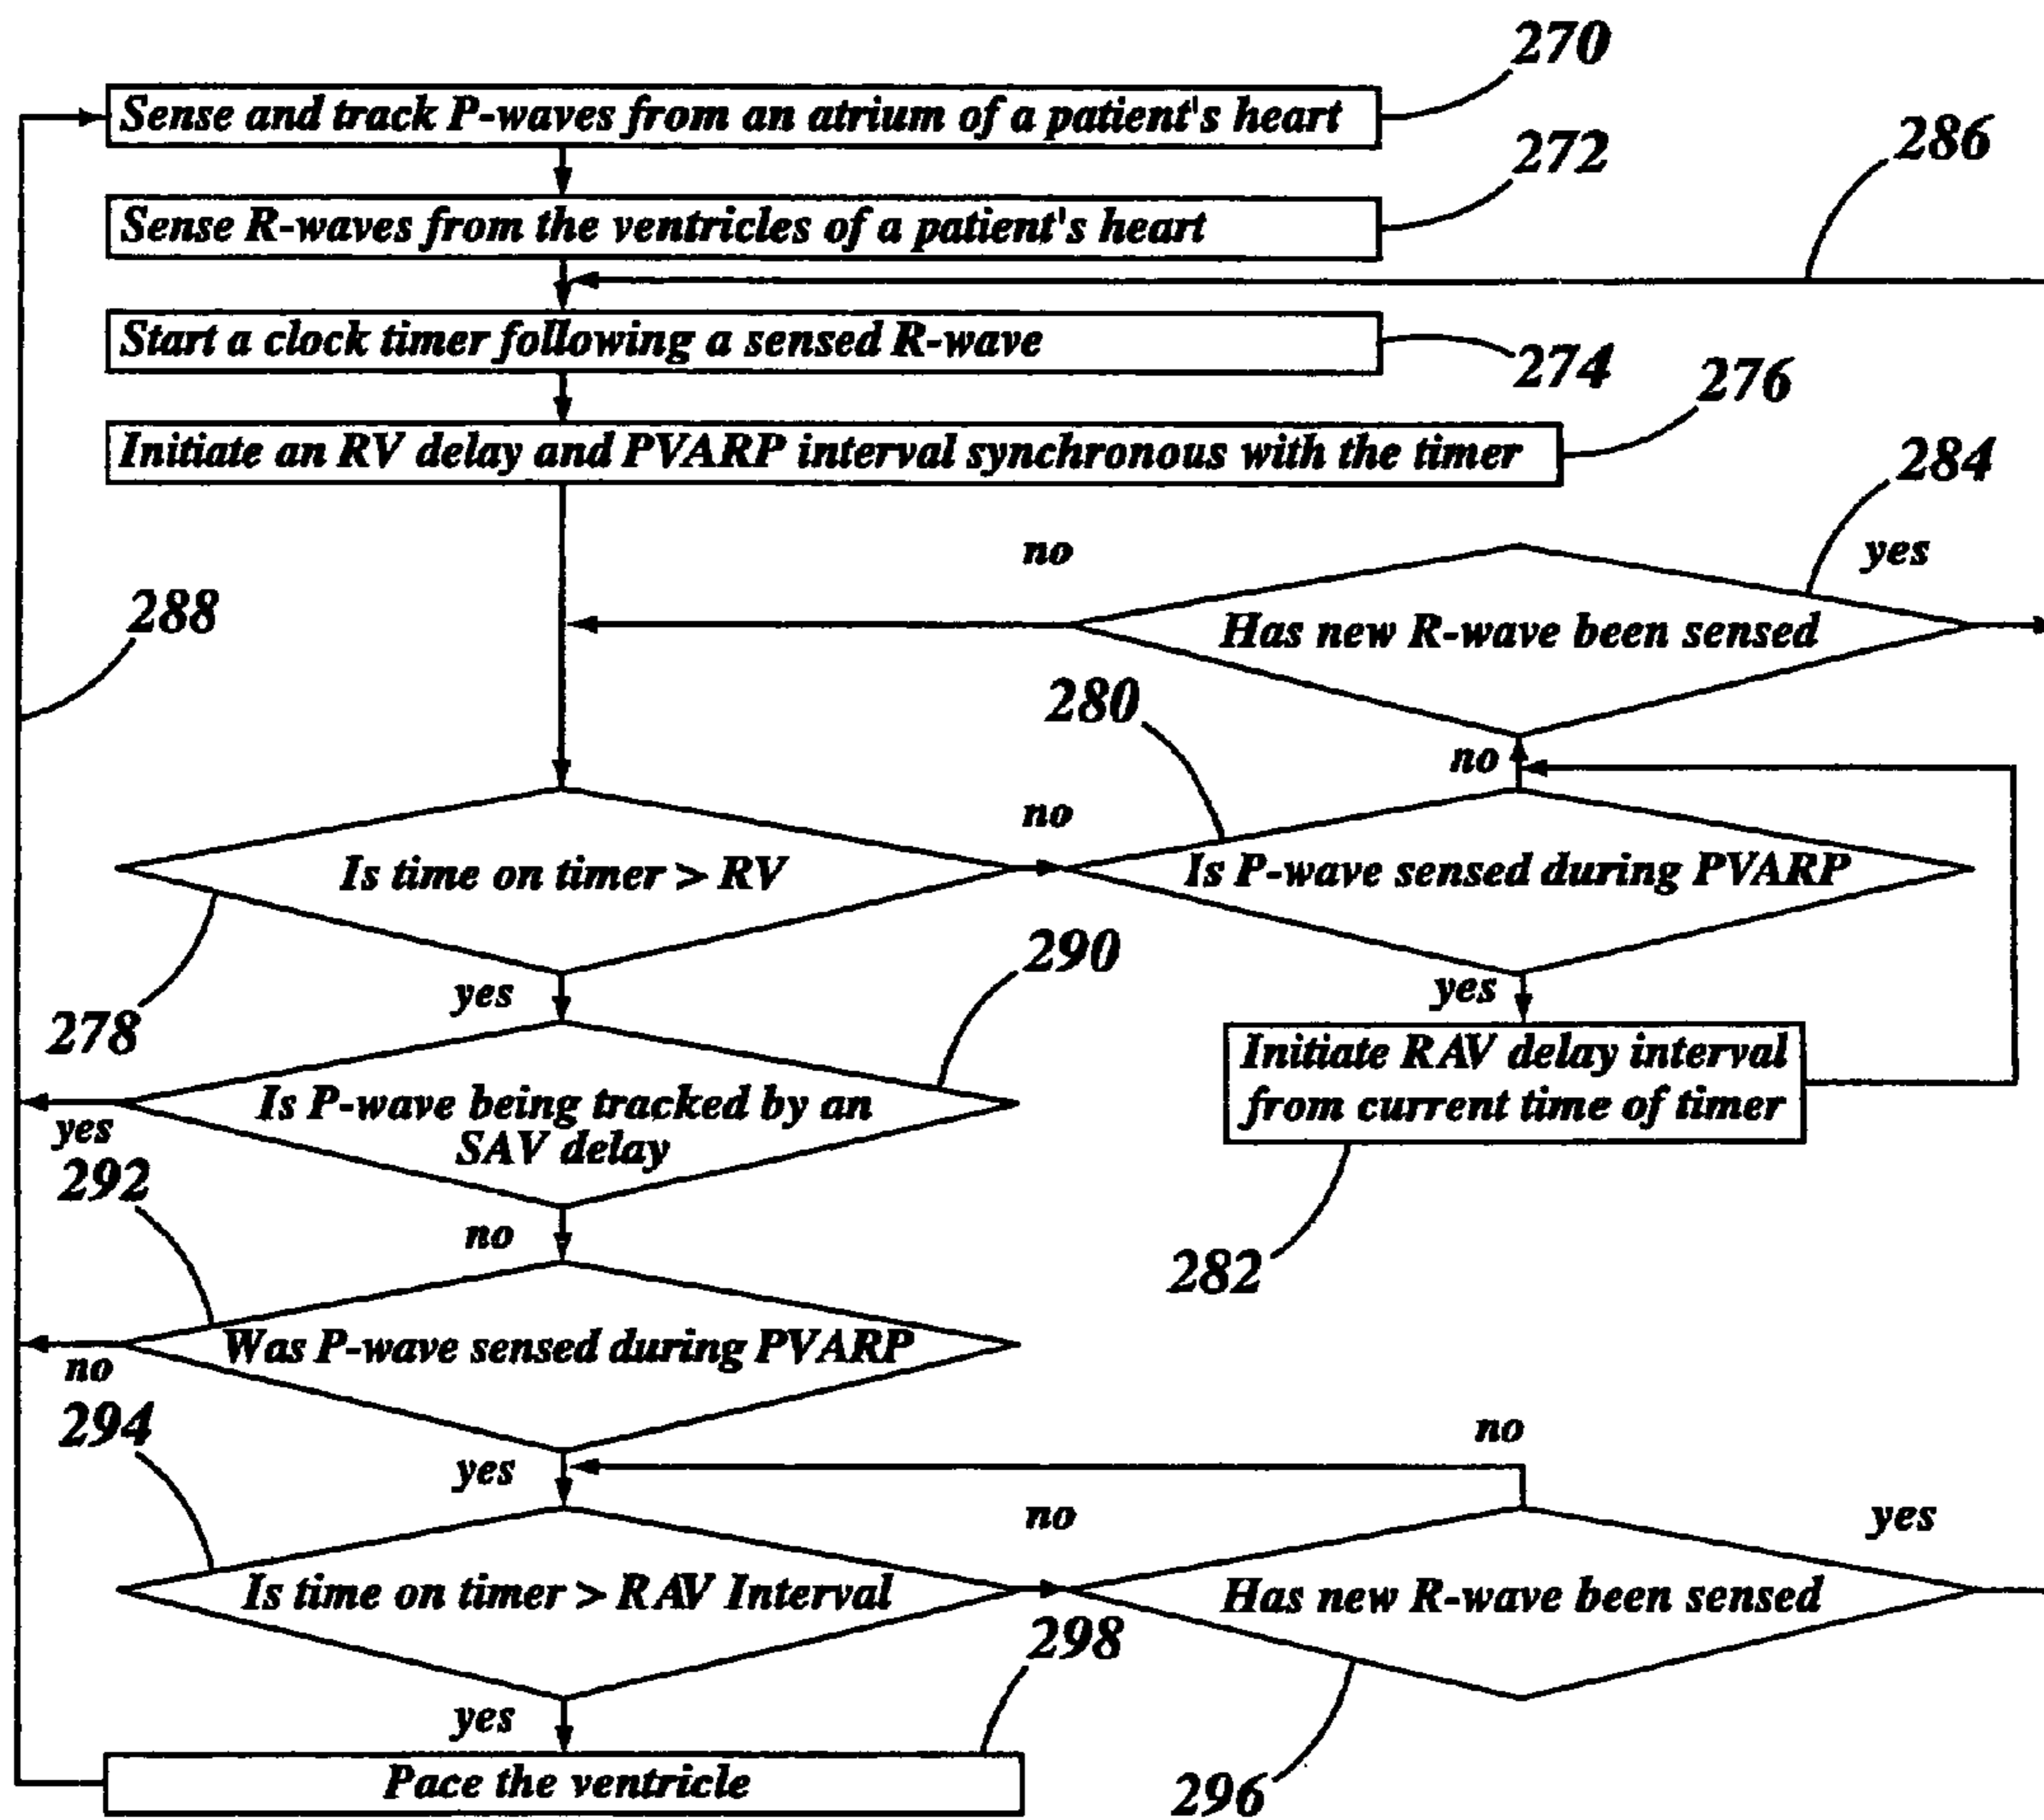 270
Sense and track P-waves from an atrium of a patient's heart
272
286
Sense R-waves from the ventricles of a patient's heart
Start a clock timer following a sensed R-wave
274
276
Initiate an RV delay and PVARP interval synchronous with the timer
284
no
yes
288
Has new R-wave been sensed
280
no
no
Is time on timer > RV
Is P-wave sensed during PVARP
290
yes
yes
278
Initiate RAV delay interval
from current time of timer
Is P-wave being tracked by an
SAV delay
yes
292
no
282
Was P-wave sensed during PVARP
no
294
no
yes
no
yes
Is time on timer > RAV Interval
Has new R-wave been sensed
298
yes
Pace the ventricle
296